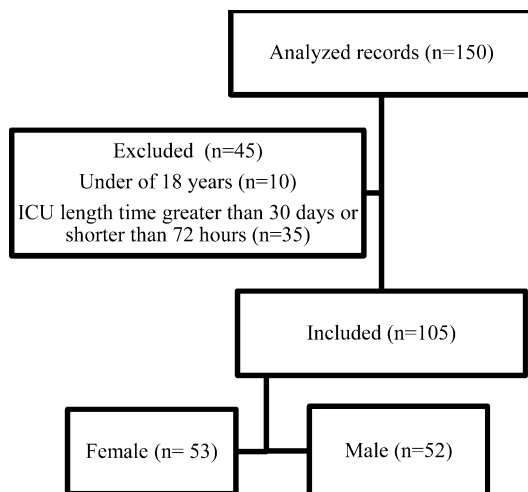 Analyzed records (n=150)
Excluded  (n=45)
Under of 18 years (n=10)
ICU length time greater than 30 days or
shorter than 72 hours (n=35)
Included (n=105)
Female (n= 53)
Male (n=52)